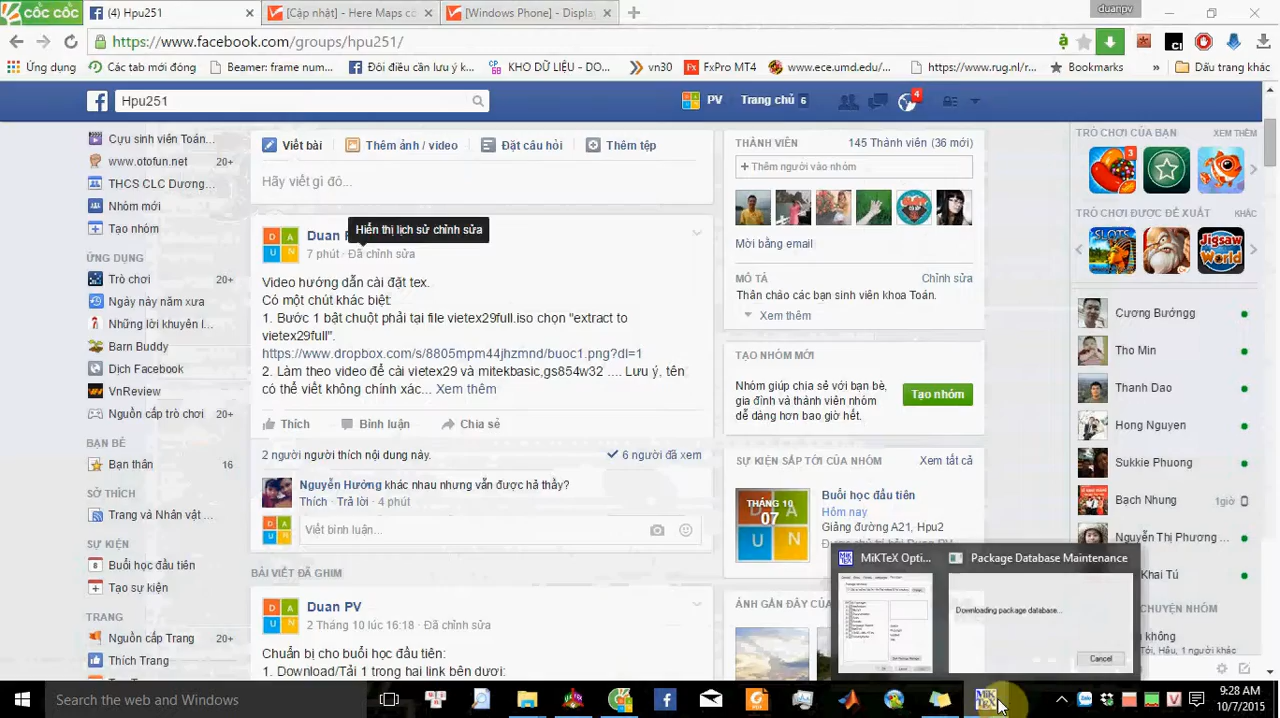 CỐC CỐC
(4) Hpu251
[Cập nhật] - Here Maps cc
[Windows Phone] - Displa
duanpv
https://www.facebook.com/groups/hpu251/
Ứng dụng
Các tab mới đóng
Beamer: frame num...
Đôi điều cần lưu ý k...
KHO DỮ LIỆU - DO...
vn30
FxPro MT4
www.ece.umd.edu/...
https://www.rug.nl/r...
Bookmarks
»
Dấu trang khác
Hpu251
PV
Trang chủ 6
4
Cựu sinh viên Toán...
www.otofun.net 20+
THCS CLC Dương...
Nhóm mới
Tạo nhóm
ỨNG DỤNG
Trò chơi 20+
Ngày này năm xưa
Những lời khuyên l...
Barn Buddy
Dịch Facebook
VnReview
Nguồn cấp trò chơi
BẠN BÈ
Bạn thân 16
SỞ THÍCH
Trang và Nhân vật ...
SỰ KIỆN
Buổi học đầu tiên
Tạo sự kiện
TRANG
Nguồn cấp Trang 20+
Thích Trang
Viết bài
Thêm ảnh / video
Đặt câu hỏi
Thêm tệp
Hãy viết gì đó...
Duan P
Hiển thị lịch sử chỉnh sửa
7 phút · Đã chỉnh sửa
Video hướng dẫn cài đặt tex.
Có một chút khác biệt:
1. Bước 1 bật chuột phải tại file vietex29full.iso chọn "extract to
vietex29full".
https://www.dropbox.com/s/8805mpm44jhzmnd/buoc1.png?dl=1
2. Làm theo video để cài vietex29 và mitekbasic,gs854w32 .... Lưu ý, tên
có thể viết không chính xác... Xem thêm
Thích
Bình luận
Chia sẻ
2 người người thích nội dung này.
6 người đã xem
Nguyễn Hướng khác nhau nhưng vẫn được hả thầy?
Thích · Trả lời ·
Viết bình luận...
BÀI VIẾT ĐÃ GHIM
Duan PV
2 Tháng 10 lúc 16:18 · Đã chỉnh sửa
Chuẩn bị cho buổi học đầu tiên:
1. Download/Tải 1 trong hai link bên dưới:
THÀNH VIÊN
145 Thành viên (36 mới)
+ Thêm người vào nhóm
Mời bằng email
MÔ TẢ
Chỉnh sửa
Thân chào các bạn sinh viên khoa Toán.
Xem thêm
TẠO NHÓM MỚI
Nhóm giúp chia sẻ với bạn bè,
gia đình và thành viên nhóm
dễ dàng hơn bao giờ hết.
Tạo nhóm
SỰ KIỆN SẮP TỚI CỦA NHÓM
Xem tất cả
THÁNG 10
07
Buổi học đầu tiên
Hôm nay
Giảng đường A21, Hpu2
ẢNH GẦN ĐÂY CỦA
TRÒ CHƠI CỦA BẠN
XEM THÊM
3
TRÒ CHƠI ĐƯỢC ĐỀ XUẤT
KHÁC
SLOTS
Jigsaw
World
Cương Bướngg
Tho Min
Thanh Dao
Hong Nguyen
Sukkie Phuong
Bạch Nhung 1giờ
Nguyễn Thị Phương ...
Khai Tú
CHUYỆN NHÓM
MiKTeX Opti...
Package Database Maintenance
Downloading package database...
Cancel
Search the web and Windows
9:28 AM
10/7/2015